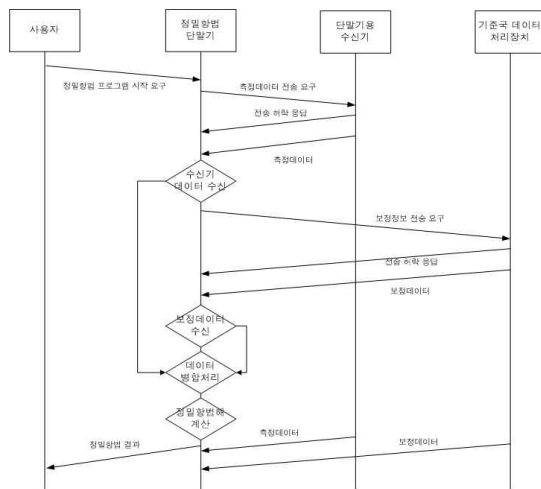 사용자
정밀항법
단말기
단말기용
수신기
기준국 데이터
처리장치
정밀항법 프로그램 시작 요구
측정데이터 전송 요구
전송 허락 응답
측정데이터
수신기
데이터 수신
보정정보 전송 요구
전송 허락 응답
보정데이터
보정데이터
수신
데이터
병합처리
정밀항법해
계산
정밀항법 결과
측정데이터
보정데이터